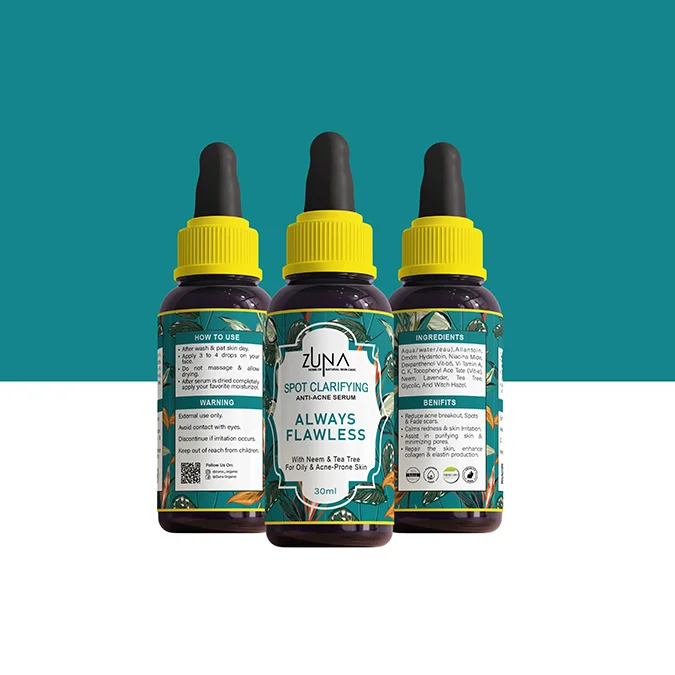 HOW TO USE
• After wash & pat skin dey.
• Apply 3 to 4 drops on your
face.
• Do not massage & allow
drying.
• After serum is dried completely
apply your favorite moisturizer.
WARNING
External use only.
Avoid contact with eyes.
Discontinue if irritation occurs.
Keep out of reach from children.
Follow Us On:
ZUNA
HOME OF NATURAL SKIN CARE
SPOT CLARIFYING
ANTI-ACNE SERUM
ALWAYS
FLAWLESS
With Neem & Tea Tree
For Oily & Acne-Prone Skin
30ml
INGREDIENTS
Aqua/water/eau),Allantoin,
Dmdm Hydantoin, Niacina Mide,
Dexpanthenol Vit-b5, Vi Tamin A,
C, K, Tocopheryl Ace Tate (Vit-e),
Neem, Lavender, Tea Tree,
Glycolic, And Witch Hazel.
BENIFITS
• Reduce acne breakout, Spots
& Fade scars.
• Calms redness & skin Irritation.
• Assist in purifying skin &
minimizing pores.
• Repair the skin, enhance
collagen & elastin production.